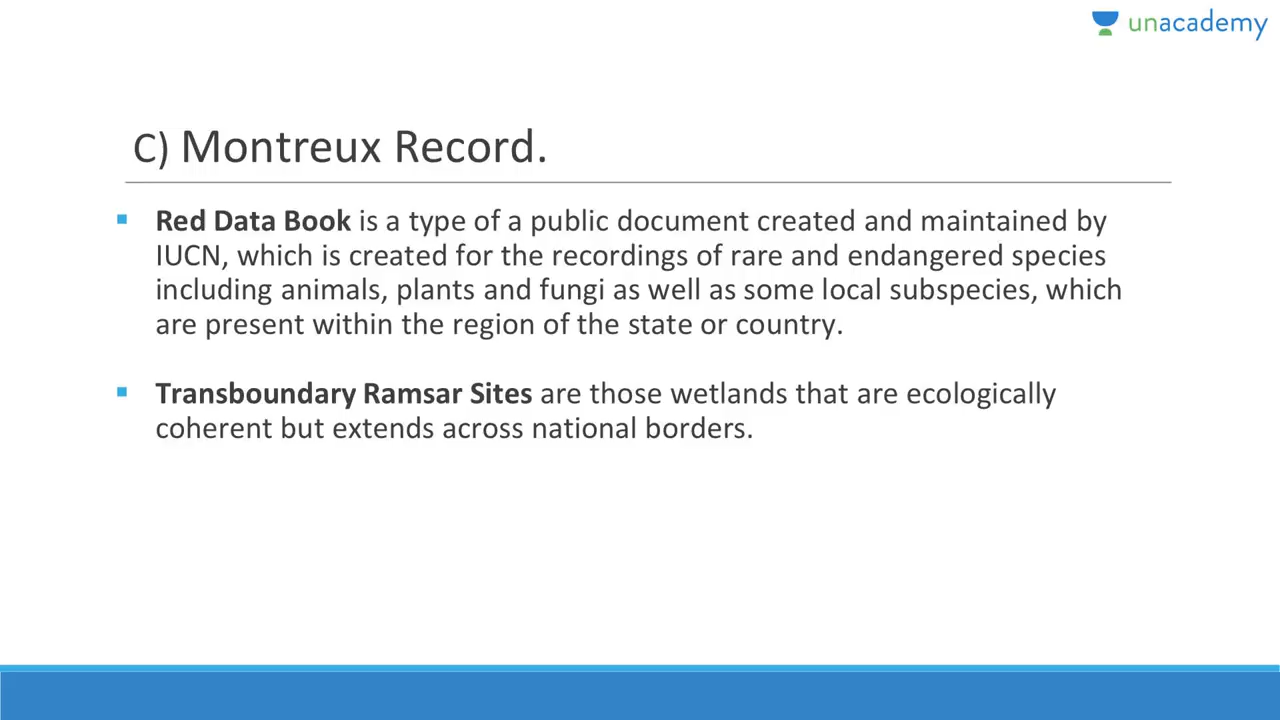 unacademy
C) Montreux Record.
▪ Red Data Book is a type of a public document created and maintained by
IUCN, which is created for the recordings of rare and endangered species
including animals, plants and fungi as well as some local subspecies, which
are present within the region of the state or country.
▪ Transboundary Ramsar Sites are those wetlands that are ecologically
coherent but extends across national borders.